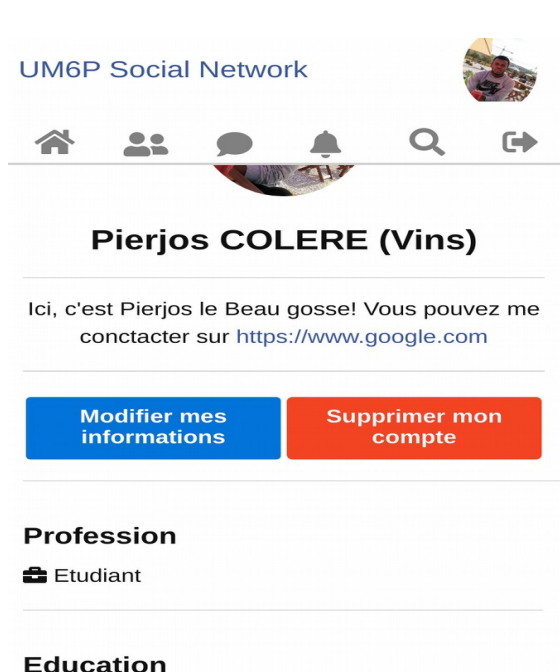 UM6P Social Network
Pierjos COLERE (Vins)
Ici, c'est Pierjos le Beau gosse! Vous pouvez me
conctacter sur https://www.google.com
Modifier mes
informations
Supprimer mon
compte
Profession
Etudiant
Education